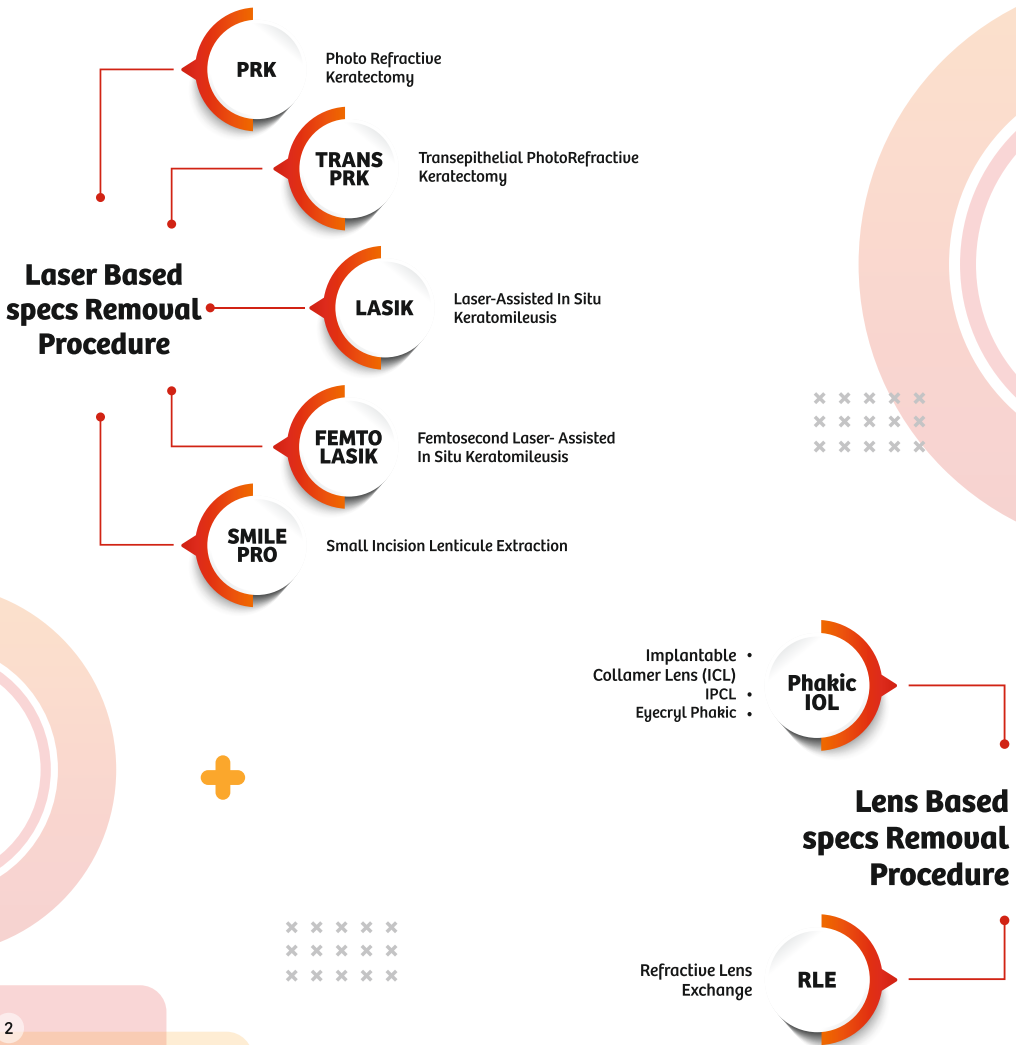 PRK
Photo Refractive
Keratectomy
TRANS
PRK
Transepithelial PhotoRefractive
Keratectomy
Laser Based
specs Removal
Procedure
LASIK
Laser-Assisted In Situ
Keratomileusis
FEMTO
LASIK
Femtosecond Laser- Assisted
In Situ Keratomileusis
SMILE
PRO
Small Incision Lenticule Extraction
Implantable •
Collamer Lens (ICL)
IPCL •
Eyecryl Phakic •
Phakic
IOL
Lens Based
specs Removal
Procedure
Refractive Lens
Exchange
RLE
2